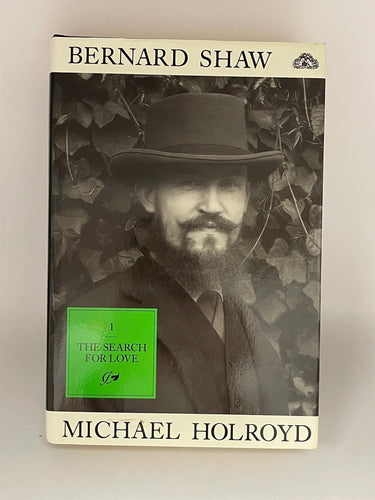 BERNARD SHAW
1
THE SEARCH
FOR LOVE
MICHAEL HOLROYD